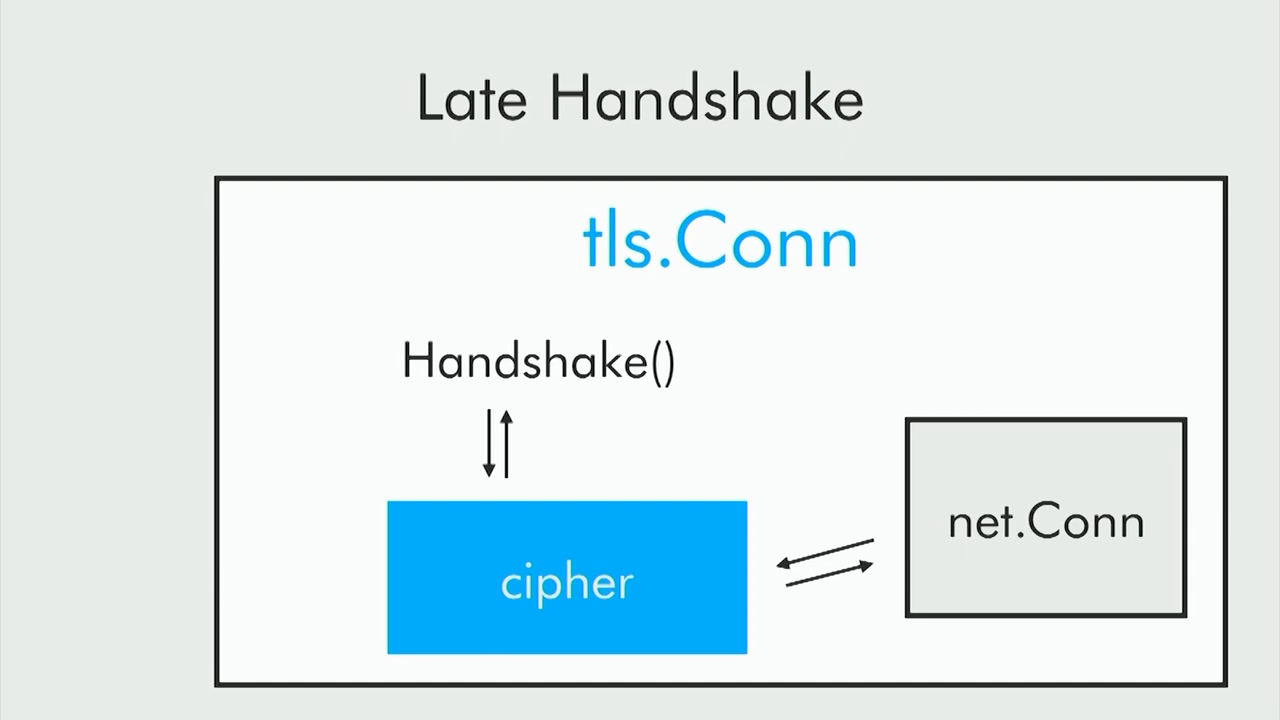 Late Handshake
tls.Conn
Handshake()
net.Conn
cipher